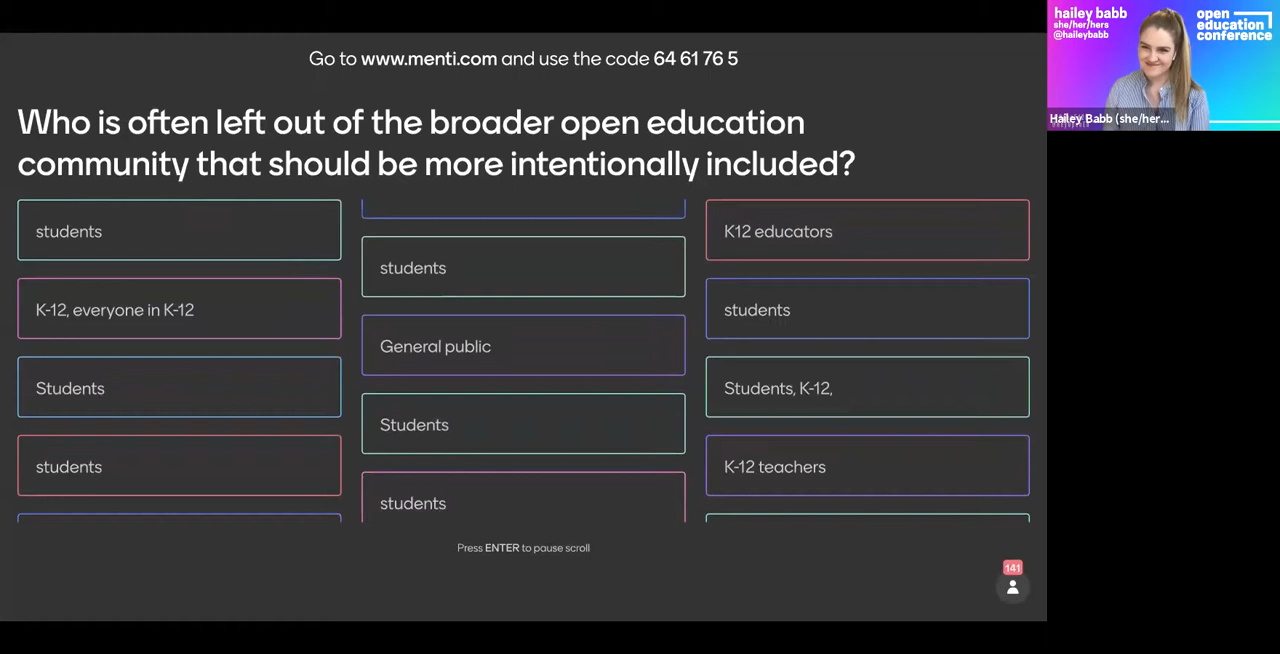 Go to www.menti.com and use the code 64 61 76 5
Who is often left out of the broader open education
community that should be more intentionally included?
students
K-12, everyone in K-12
Students
students
students
General public
Students
students
K12 educators
students
Students, K-12,
K-12 teachers
Press ENTER to pause scroll
141
hailey babb
she/her/hers
@haileybabb
open
education
conference
Hailey Babb (she/her...